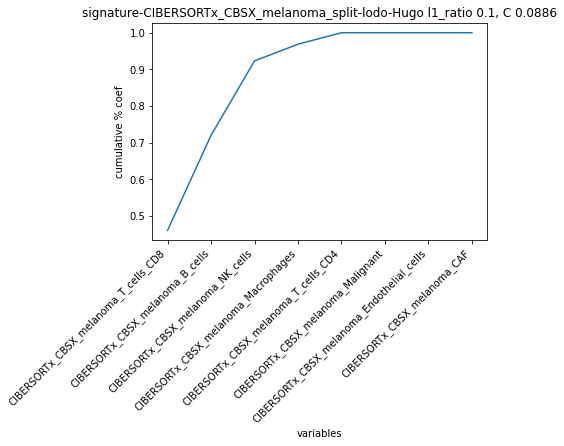 signature-CIBERSORTx_CBSX_melanoma_split-lodo-Hugo l1_ratio 0.1, C 0.0886
cumulative % coef
1.0
0.9
0.8
0.7
0.6
0.5
CIBERSORTx_CBSX_melanoma_T_cells_CD8
CIBERSORTx_CBSX_melanoma_B_cells
CIBERSORTx_CBSX_melanoma_NK_cells
CIBERSORTx_CBSX_melanoma_Macrophages
CIBERSORTx_CBSX_melanoma_T_cells_CD4
CIBERSORTx_CBSX_melanoma_Malignant
CIBERSORTx_CBSX_melanoma_Endothelial_cells
CIBERSORTx_CBSX_melanoma_CAF
variables